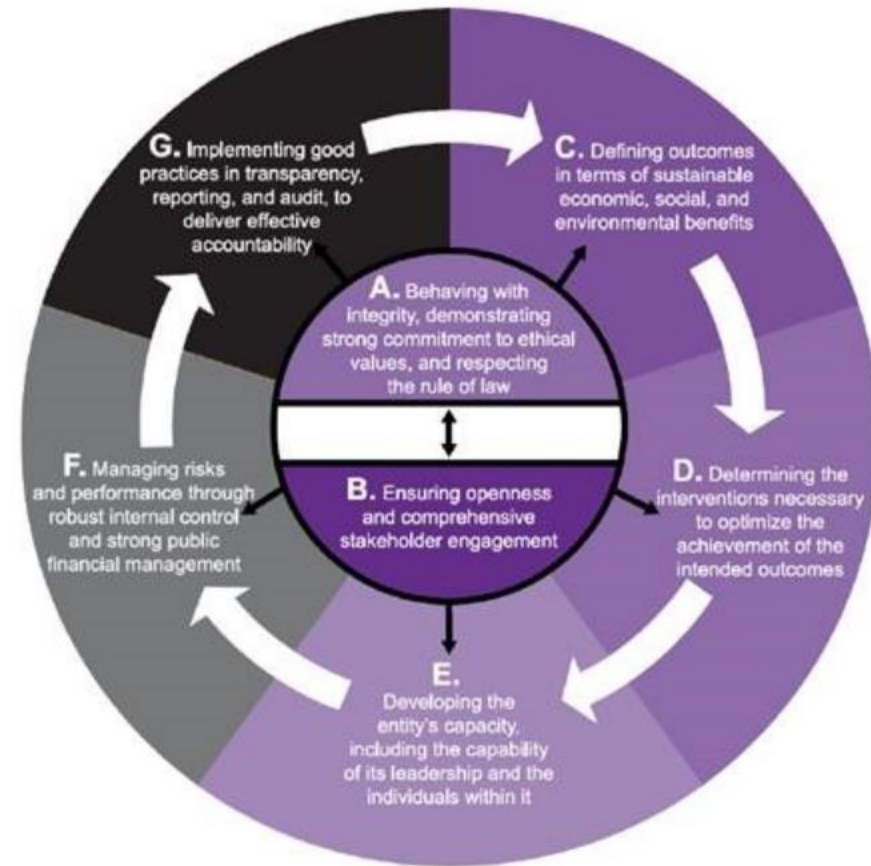 A. Behaving with
integrity, demonstrating
strong commitment to ethical
values, and respecting
the rule of law
B. Ensuring openness
and comprehensive
stakeholder engagement
C. Defining outcomes
in terms of sustainable
economic, social, and
environmental benefits
D. Determining the
interventions necessary
to optimize the
achievement of the
intended outcomes
E.
Developing the
entity's capacity,
including the capability
of its leadership and the
individuals within it
F. Managing risks
and performance through
robust internal control
and strong public
financial management
G. Implementing good
practices in transparency,
reporting, and audit, to
deliver effective
accountability